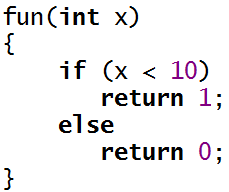 fun(int x)
{
    if (x < 10)
       return 1;
    else
       return 0;
}